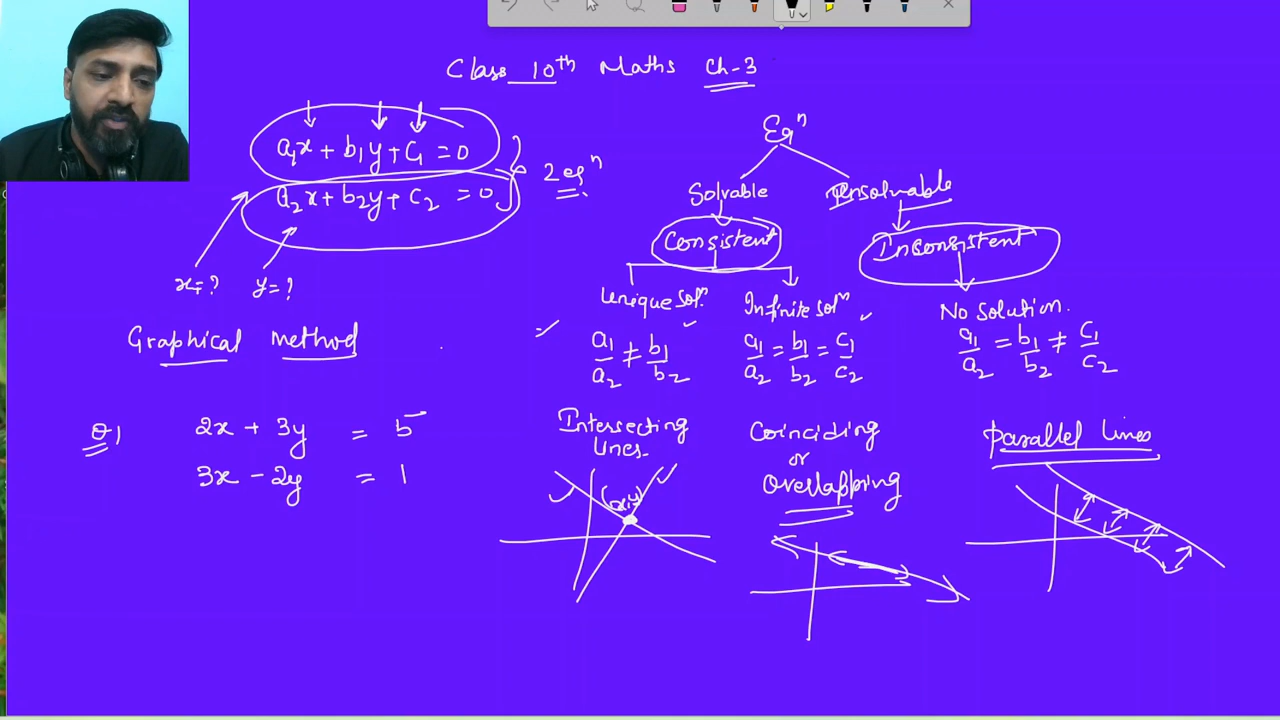 Class 10th Maths Ch-3
a₁x + b₁y + c₁ = 0
a₂x + b₂y + c₂ = 0
2 eqⁿ
x = ? y = ?
Eqⁿ
Solvable Unsolvable
Consistent Inconsistent
Unique solⁿ Infinite solⁿ No Solution.
a₁/a₂ ≠ b₁/b₂ a₁/a₂ = b₁/b₂ = c₁/c₂ a₁/a₂ = b₁/b₂ ≠ c₁/c₂
Graphical method
Q1 2x + 3y = 5
3x - 2y = 1
Intersecting
lines
(x,y)
Coinciding
or
Overlapping
parallel lines